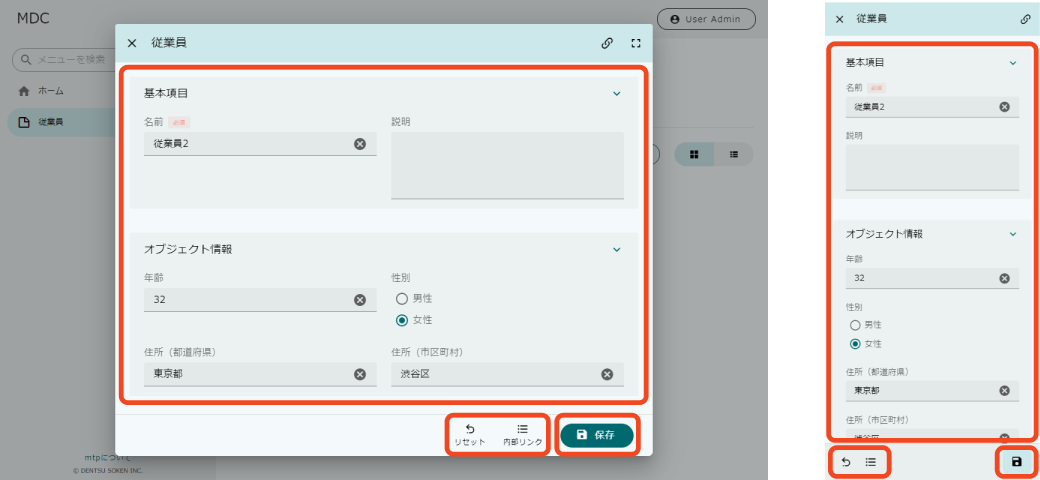 MDC
User Admin
メニューを検索
ホーム
従業員
従業員
基本項目
名前 必須
従業員2
説明
オブジェクト情報
年齢
32
性別
男性
女性
住所（都道府県）
東京都
住所（市区町村）
渋谷区
リセット
内部リンク
保存
mtpについて
© DENTSU SOKEN INC.
従業員
基本項目
名前 必須
従業員2
説明
オブジェクト情報
年齢
32
性別
男性
女性
住所（都道府県）
東京都
住所（市区町村）
渋谷区